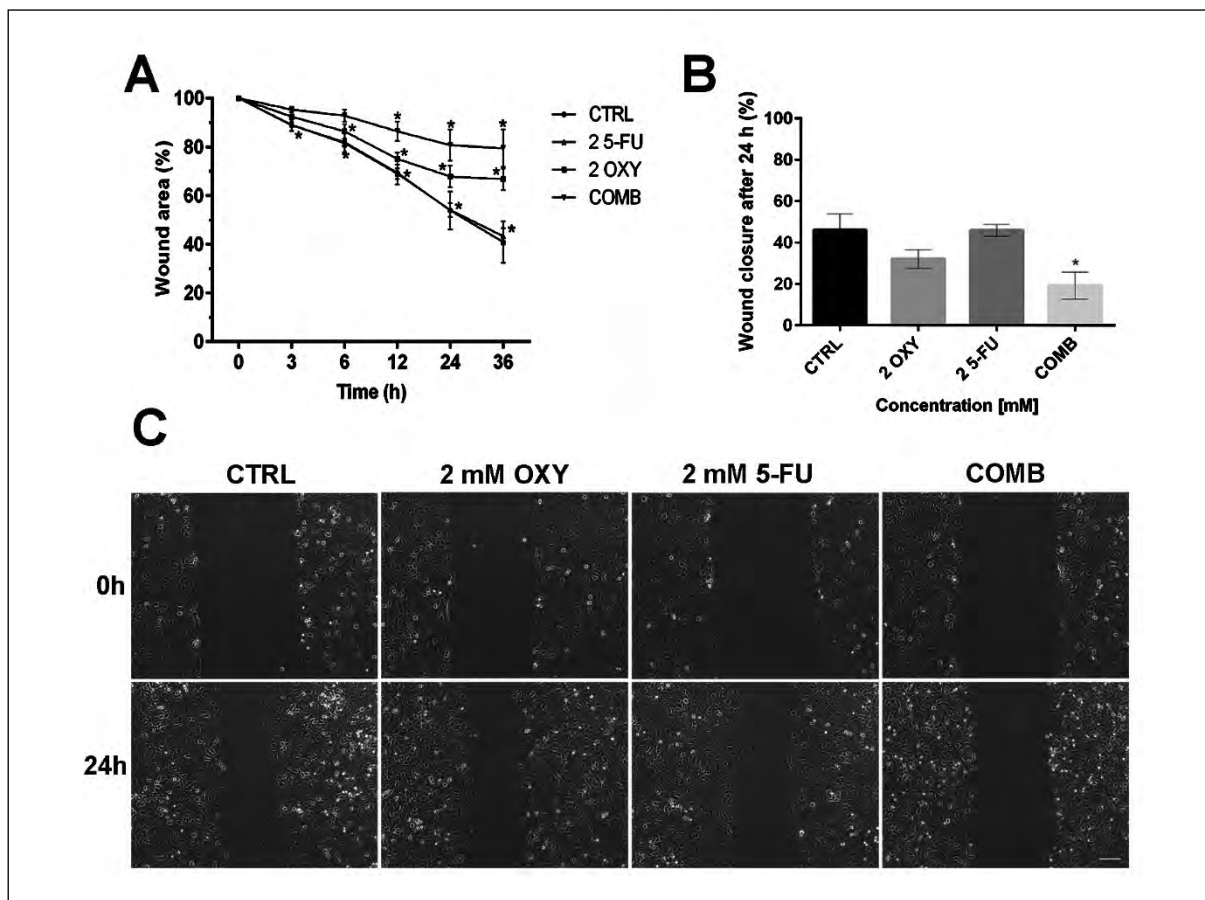 A
Wound area (%)
100
80
60
40
20
0
0 3 6 12 24 36
Time (h)
* * * * * * * * * * * *
CTRL
2 5-FU
2 OXY
COMB
B
Wound closure after 24 h (%)
100
80
60
40
20
0
*
CTRL 2 OXY 2 5-FU COMB
Concentration [mM]
C
CTRL 2 mM OXY 2 mM 5-FU COMB
0h
24h